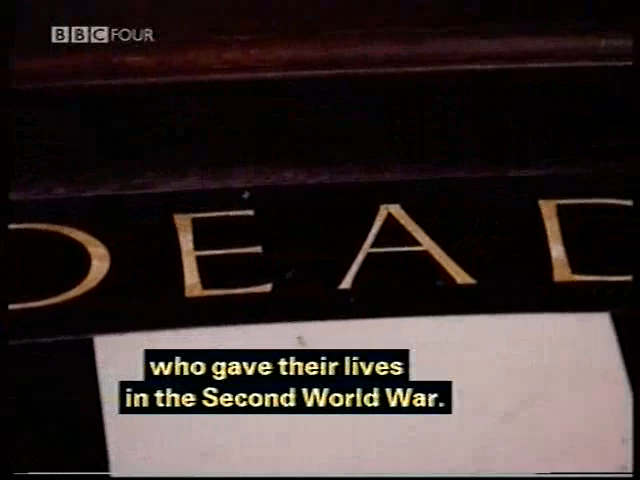 BBC FOUR
DEAD
who gave their lives
in the Second World War.